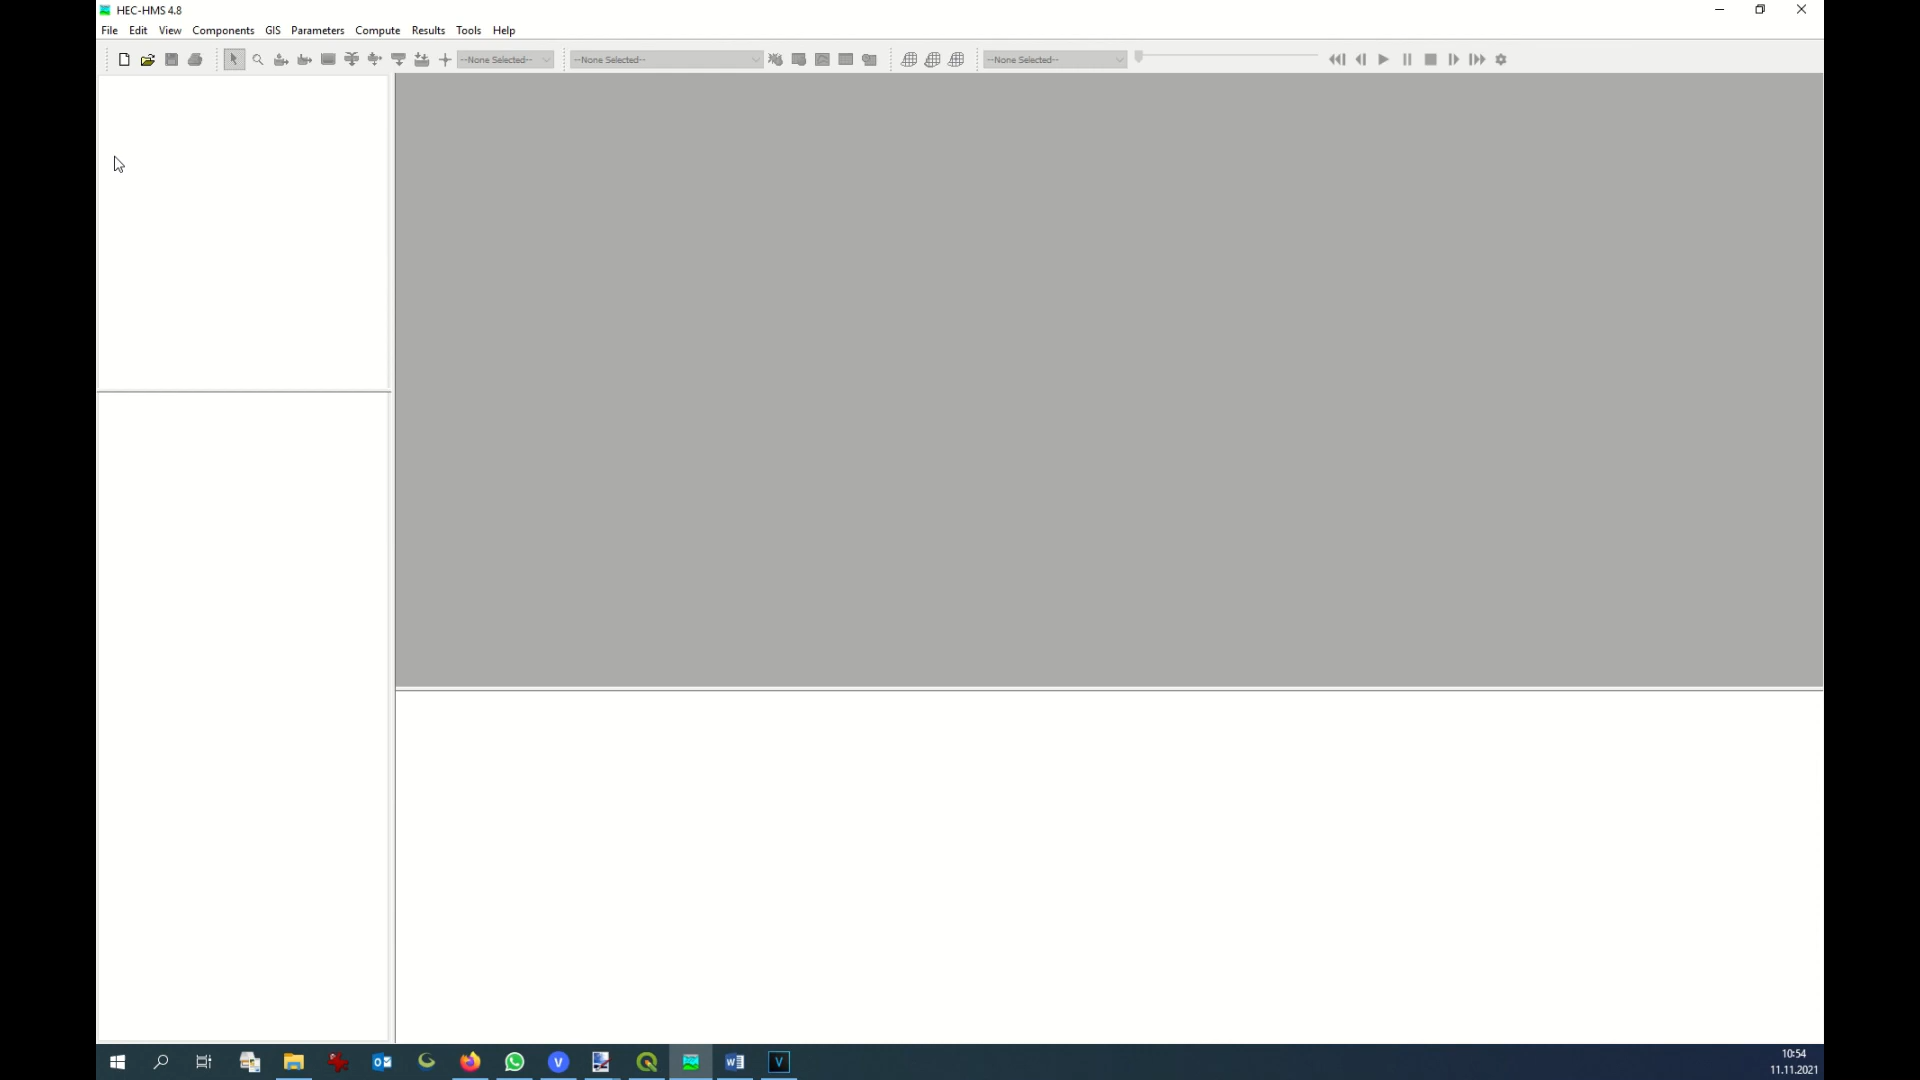 HEC-HMS 4.8
File Edit View Components GIS Parameters Compute Results Tools Help
--None Selected-- --None Selected-- --None Selected--
10:54
11.11.2021